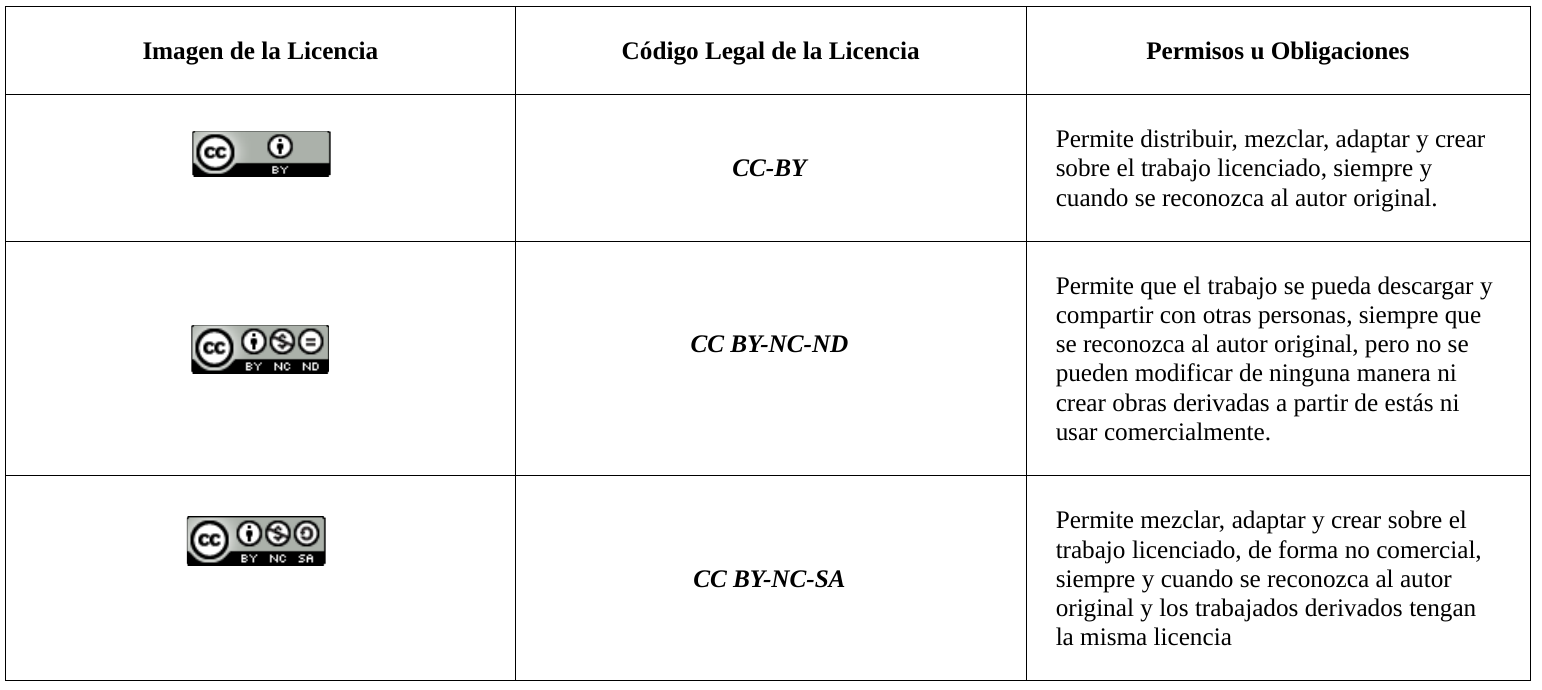 Imagen de la Licencia
Código Legal de la Licencia
Permisos u Obligaciones
cc
BY
CC-BY
Permite distribuir, mezclar, adaptar y crear
sobre el trabajo licenciado, siempre y
cuando se reconozca al autor original.
cc
BY NC ND
CC BY-NC-ND
Permite que el trabajo se pueda descargar y
compartir con otras personas, siempre que
se reconozca al autor original, pero no se
pueden modificar de ninguna manera ni
crear obras derivadas a partir de estás ni
usar comercialmente.
cc
BY NC SA
CC BY-NC-SA
Permite mezclar, adaptar y crear sobre el
trabajo licenciado, de forma no comercial,
siempre y cuando se reconozca al autor
original y los trabajados derivados tengan
la misma licencia